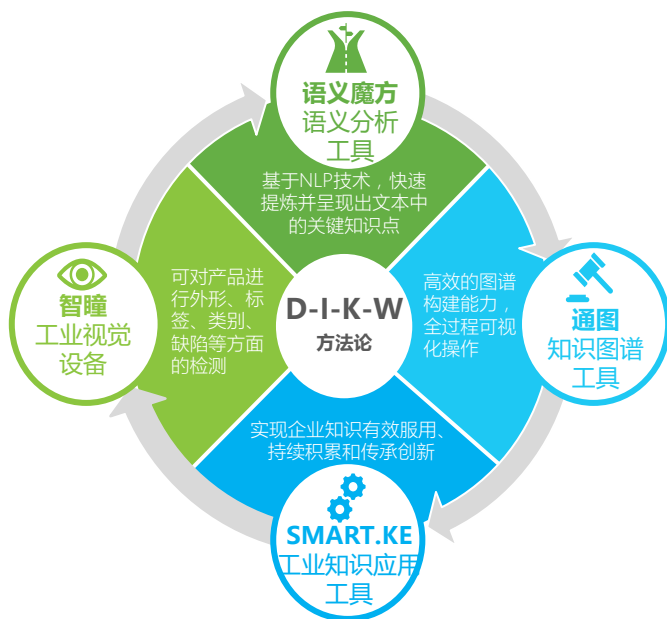 语义魔方
语义分析
工具
基于NLP技术，快速
提炼并呈现出文本中
的关键知识点
智瞳
工业视觉
设备
可对产品进
行外形、标
签、类别、
缺陷等方面
的检测
D-I-K-W
方法论
高效的图谱
构建能力，
全过程可视
化操作
通图
知识图谱
工具
实现企业知识有效服用、
持续积累和传承创新
SMART.KE
工业知识应用
工具